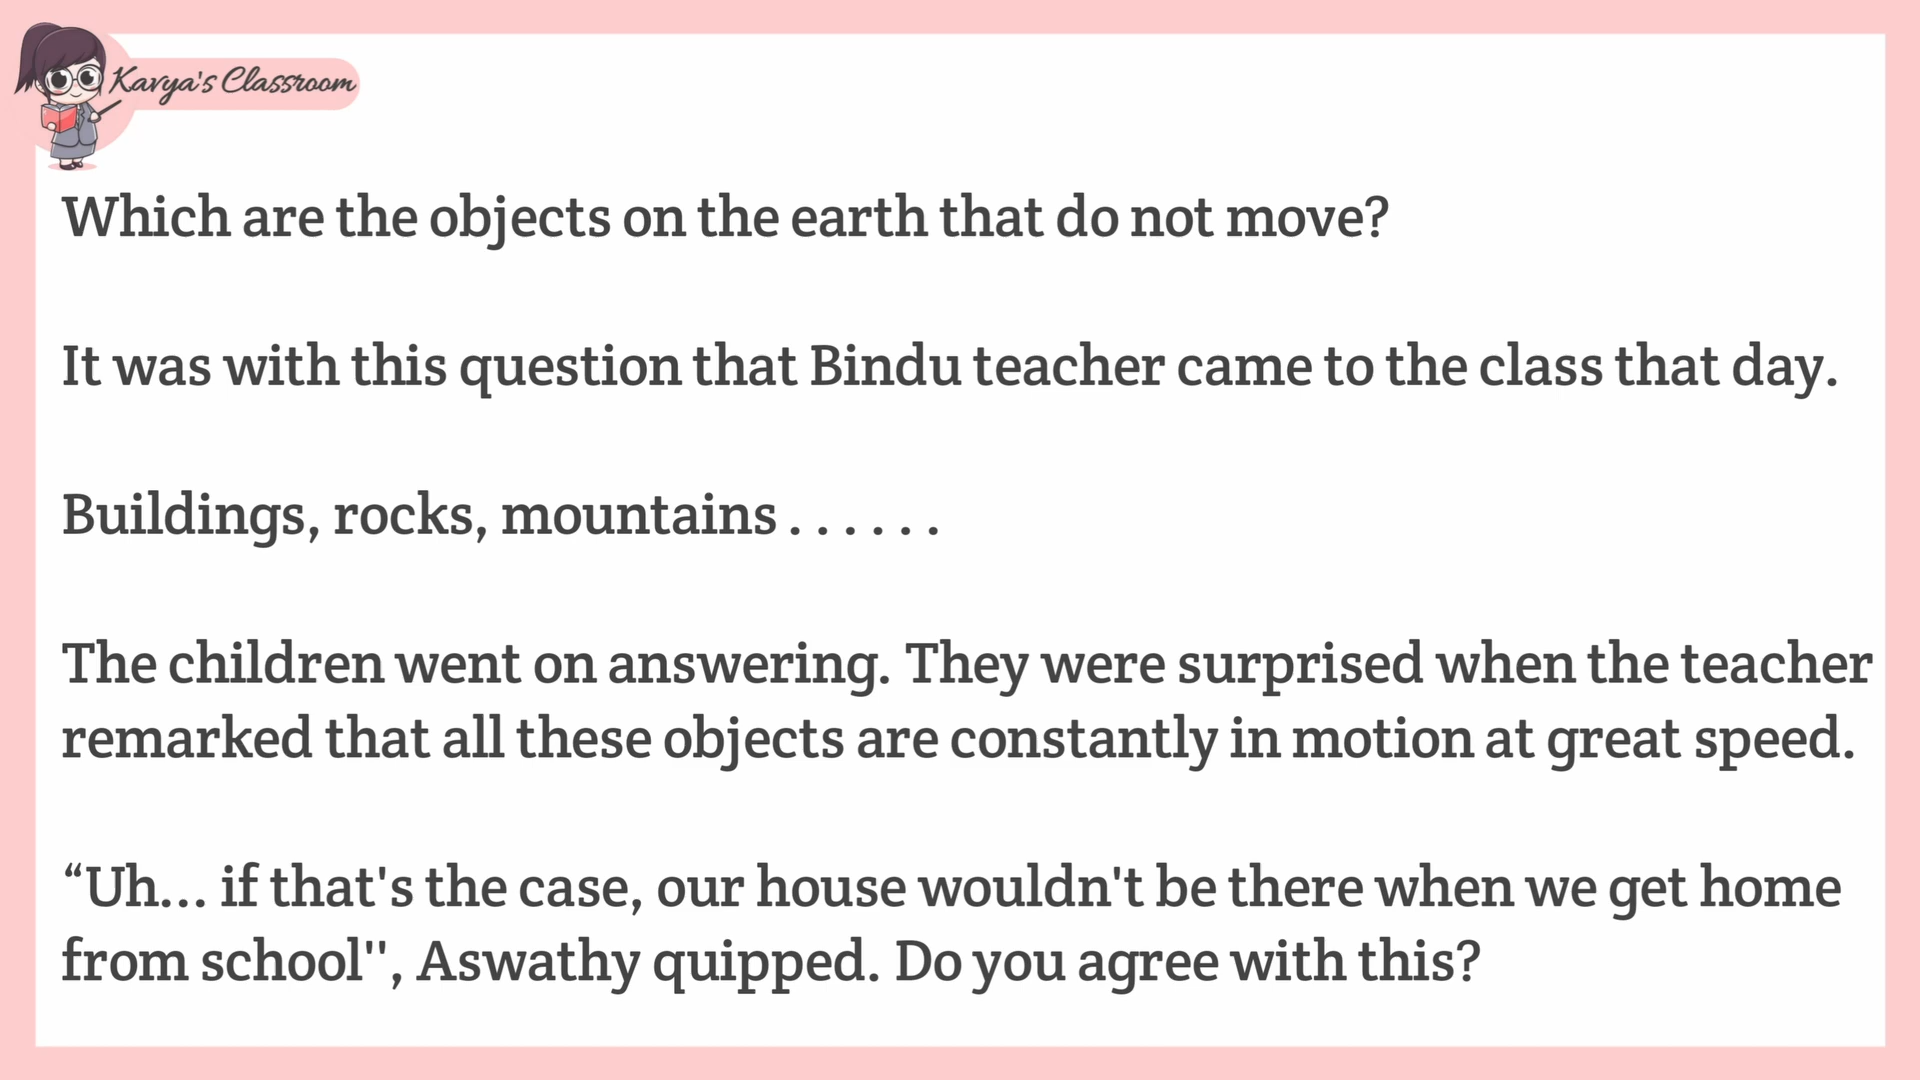 Kavya's Classroom
Which are the objects on the earth that do not move?
It was with this question that Bindu teacher came to the class that day.
Buildings, rocks, mountains . . . . . .
The children went on answering. They were surprised when the teacher
remarked that all these objects are constantly in motion at great speed.
“Uh... if that's the case, our house wouldn't be there when we get home
from school'', Aswathy quipped. Do you agree with this?